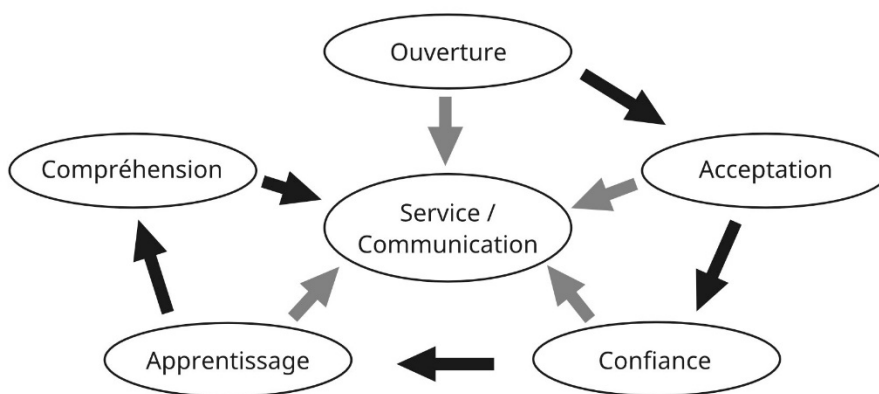 Ouverture
Compréhension
Acceptation
Service /
Communication
Apprentissage
Confiance